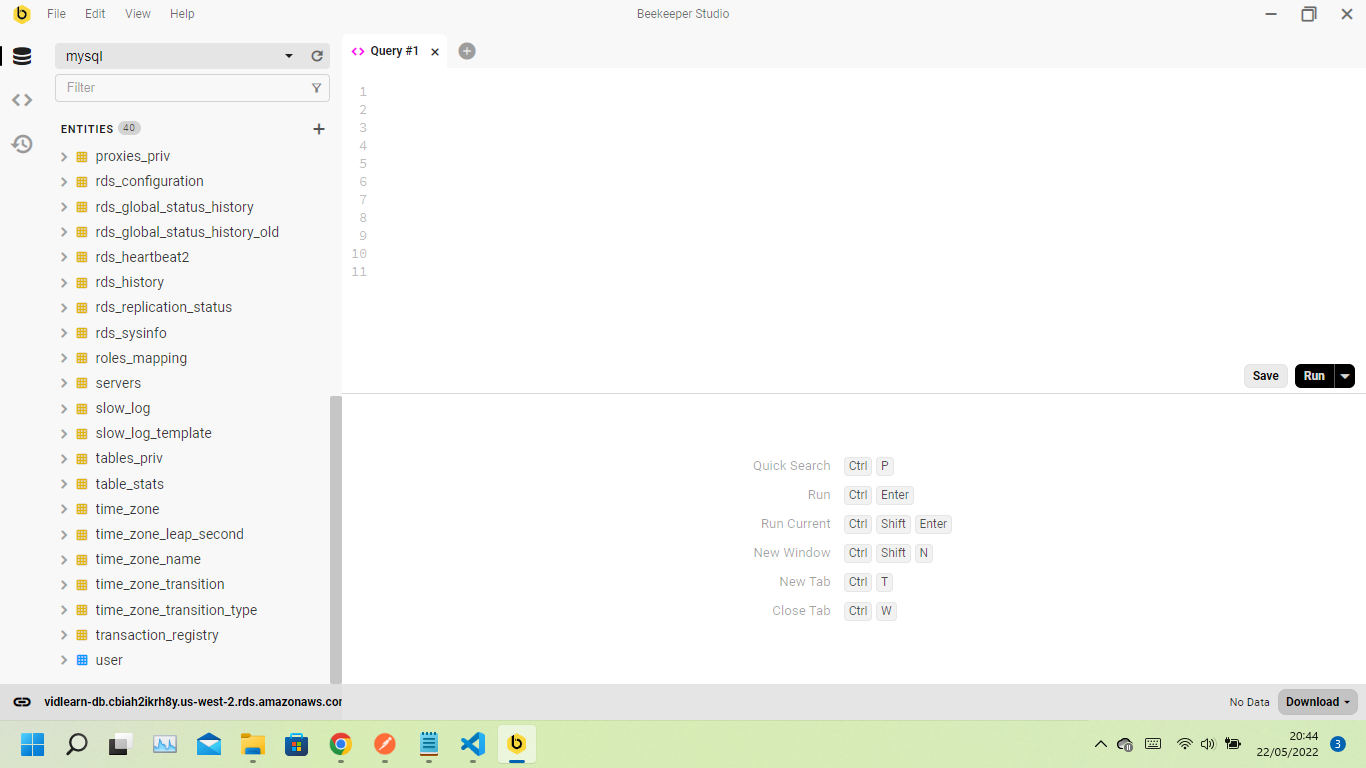 File Edit View Help Beekeeper Studio
mysql
Filter
ENTITIES 40
proxies_priv
rds_configuration
rds_global_status_history
rds_global_status_history_old
rds_heartbeat2
rds_history
rds_replication_status
rds_sysinfo
roles_mapping
servers
slow_log
slow_log_template
tables_priv
table_stats
time_zone
time_zone_leap_second
time_zone_name
time_zone_transition
time_zone_transition_type
transaction_registry
user
Query #1
1
2
3
4
5
6
7
8
9
10
11
Save Run
Quick Search Ctrl P
Run Ctrl Enter
Run Current Ctrl Shift Enter
New Window Ctrl Shift N
New Tab Ctrl T
Close Tab Ctrl W
vidlearn-db.cbiah2ikrh8y.us-west-2.rds.amazonaws.com No Data Download
20:44
22/05/2022 3